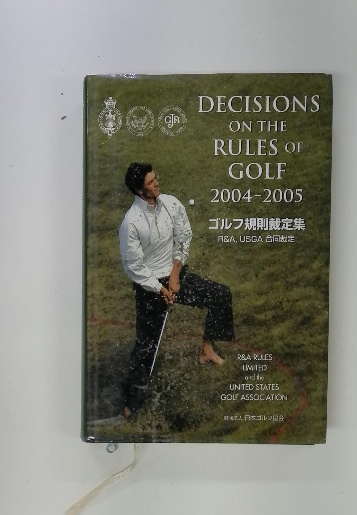 DECISIONS
ON THE
RULES OF
GOLF
2004-2005
ゴルフ規則裁定集
R&A, USGA 合同裁定
R&A RULES
LIMITED
and the
UNITED STATES
GOLF ASSOCIATION
財団法人 日本ゴルフ協会